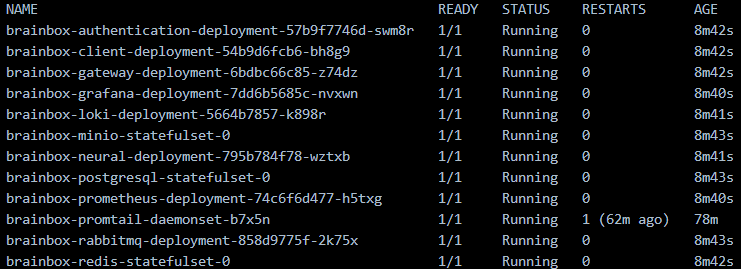 NAME READY STATUS RESTARTS AGE
brainbox-authentication-deployment-57b9f7746d-swm8r 1/1 Running 0 8m42s
brainbox-client-deployment-54b9d6fcb6-bh8g9 1/1 Running 0 8m42s
brainbox-gateway-deployment-6bdbc66c85-z74dz 1/1 Running 0 8m42s
brainbox-grafana-deployment-7dd6b5685c-nvxwn 1/1 Running 0 8m40s
brainbox-loki-deployment-5664b7857-k898r 1/1 Running 0 8m41s
brainbox-minio-statefulset-0 1/1 Running 0 8m43s
brainbox-neural-deployment-795b784f78-wztxb 1/1 Running 0 8m41s
brainbox-postgresql-statefulset-0 1/1 Running 0 8m43s
brainbox-prometheus-deployment-74c6f6d477-h5txg 1/1 Running 0 8m40s
brainbox-promtail-daemonset-b7x5n 1/1 Running 1 (62m ago) 78m
brainbox-rabbitmq-deployment-858d9775f-2k75x 1/1 Running 0 8m43s
brainbox-redis-statefulset-0 1/1 Running 0 8m42s